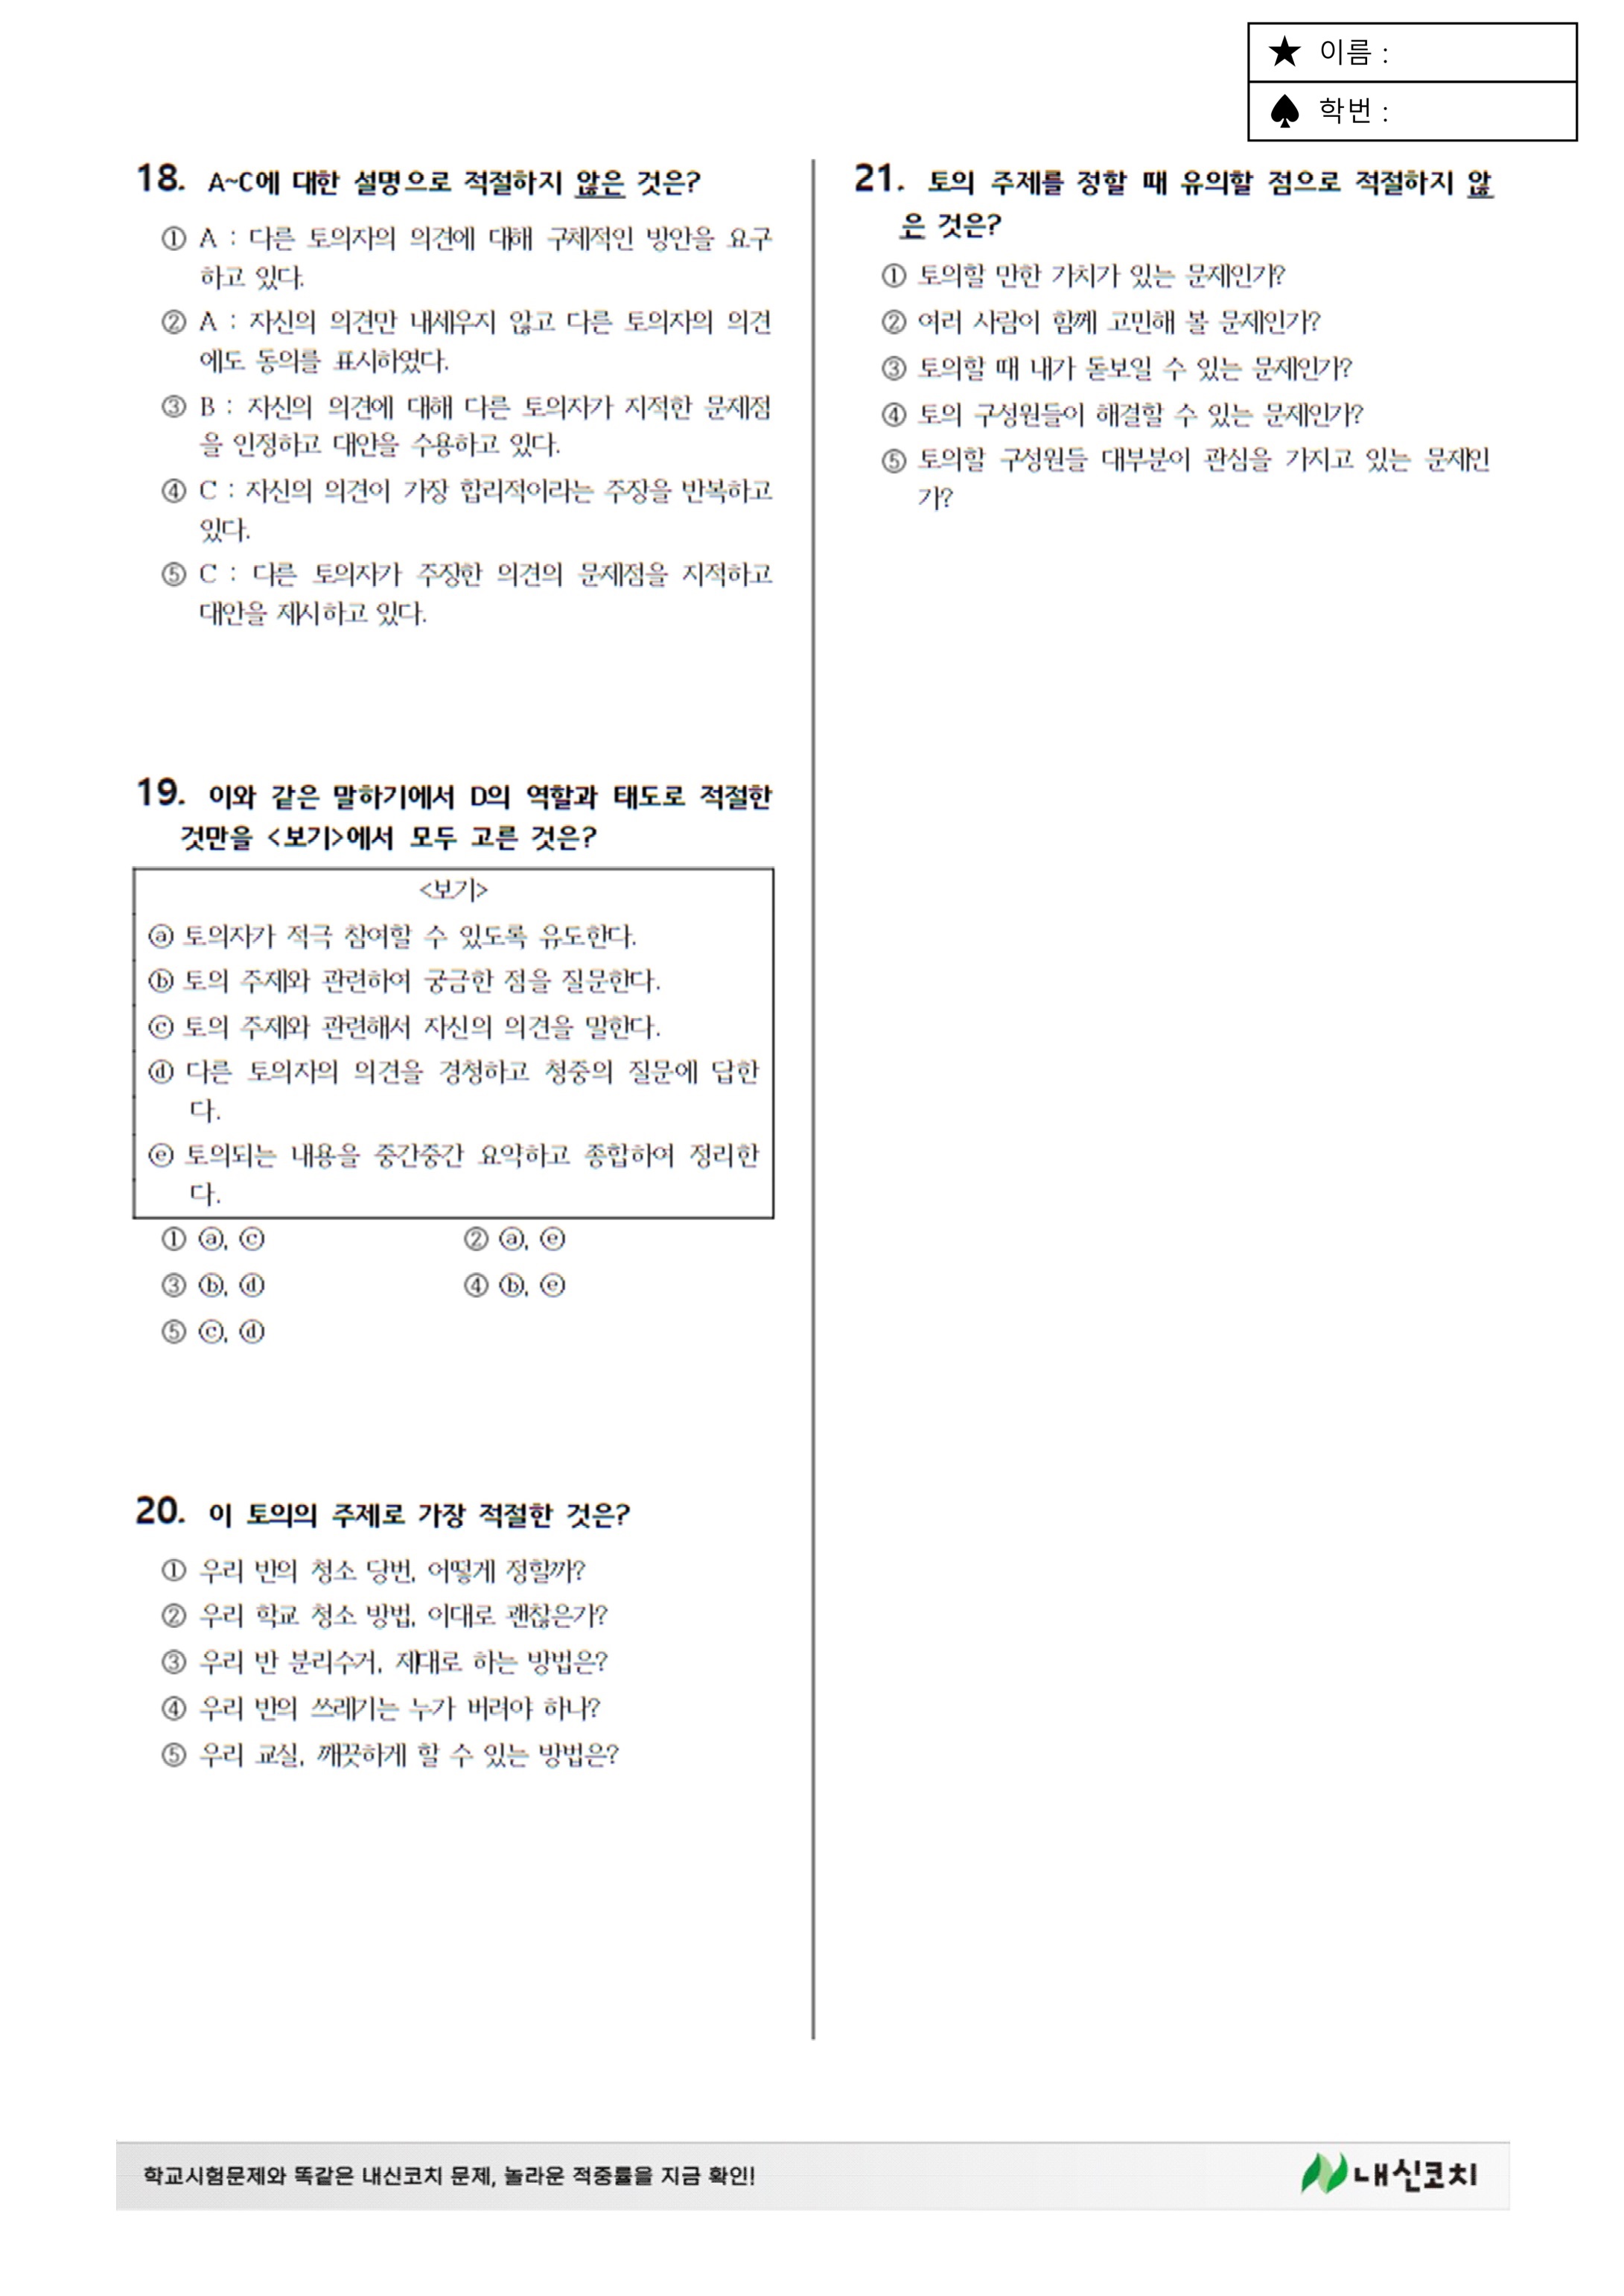 ★ 이름 :
♠ 학번 :
18. A~C에 대한 설명으로 적절하지 않은 것은?
① A : 다른 토의자의 의견에 대해 구체적인 방안을 요구
하고 있다.
② A : 자신의 의견만 내세우지 않고 다른 토의자의 의견
에도 동의를 표시하였다.
③ B : 자신의 의견에 대해 다른 토의자가 지적한 문제점
을 인정하고 대안을 수용하고 있다.
④ C : 자신의 의견이 가장 합리적이라는 주장을 반복하고
있다.
⑤ C : 다른 토의자가 주장한 의견의 문제점을 지적하고
대안을 제시하고 있다.
19. 이와 같은 말하기에서 D의 역할과 태도로 적절한
것만을 <보기>에서 모두 고른 것은?
<보기>
ⓐ 토의자가 적극 참여할 수 있도록 유도한다.
ⓑ 토의 주제와 관련하여 궁금한 점을 질문한다.
ⓒ 토의 주제와 관련해서 자신의 의견을 말한다.
ⓓ 다른 토의자의 의견을 경청하고 청중의 질문에 답한
다.
ⓔ 토의되는 내용을 중간중간 요약하고 종합하여 정리한
다.
① ⓐ, ⓒ ② ⓐ, ⓔ
③ ⓑ, ⓓ ④ ⓑ, ⓔ
⑤ ⓒ, ⓓ
20. 이 토의의 주제로 가장 적절한 것은?
① 우리 반의 청소 당번, 어떻게 정할까?
② 우리 학교 청소 방법, 이대로 괜찮은가?
③ 우리 반 분리수거, 제대로 하는 방법은?
④ 우리 반의 쓰레기는 누가 버려야 하나?
⑤ 우리 교실, 깨끗하게 할 수 있는 방법은?
21. 토의 주제를 정할 때 유의할 점으로 적절하지 않
은 것은?
① 토의할 만한 가치가 있는 문제인가?
② 여러 사람이 함께 고민해 볼 문제인가?
③ 토의할 때 내가 돋보일 수 있는 문제인가?
④ 토의 구성원들이 해결할 수 있는 문제인가?
⑤ 토의할 구성원들 대부분이 관심을 가지고 있는 문제인
가?
학교시험문제와 똑같은 내신코치 문제, 놀라운 적중률을 지금 확인!
내신코치